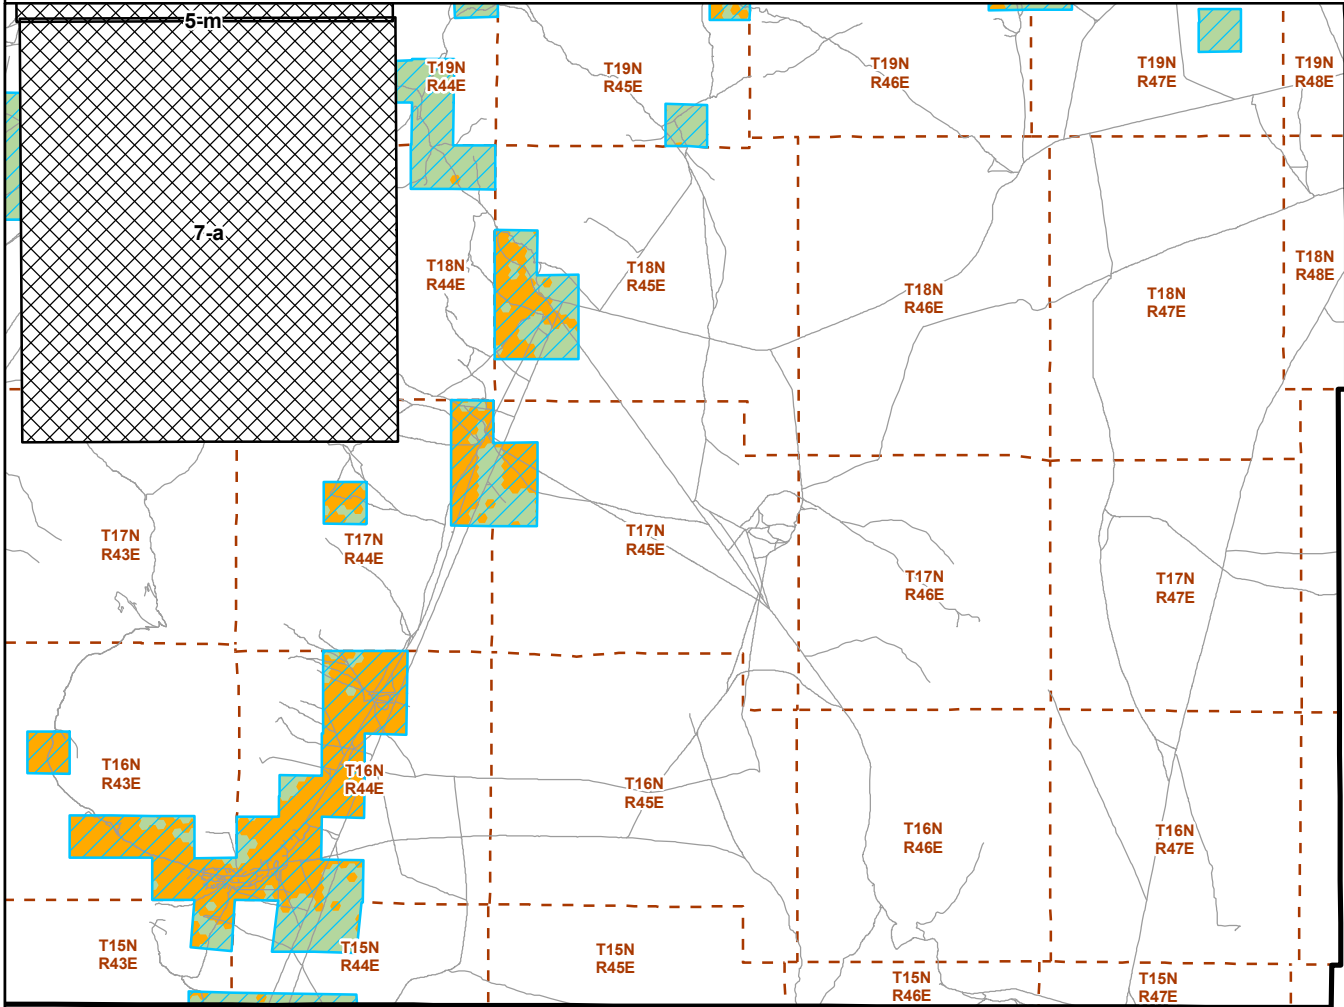 5-m
T19N
R44E
T19N
R45E
T19N
R46E
T19N
R47E
T19N
R48E
7-a
T18N
R44E
T18N
R45E
T18N
R46E
T18N
R47E
T18N
R48E
T17N
R43E
T17N
R44E
T17N
R45E
T17N
R46E
T17N
R47E
T16N
R43E
T16N
R44E
T16N
R45E
T16N
R46E
T16N
R47E
T15N
R43E
T15N
R44E
T15N
R45E
T15N
R46E
T15N
R47E